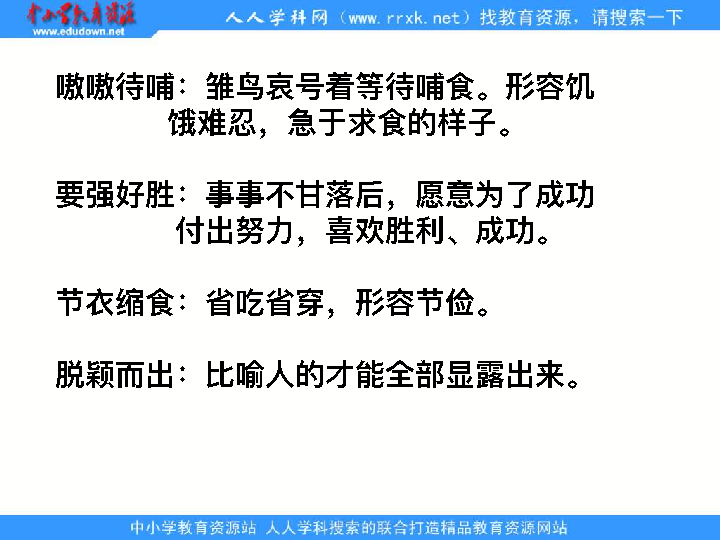 中小学教育资源
www.edudown.net
人人学科网（www.rrxk.net）找教育资源，请搜索一下
嗷嗷待哺：雏鸟哀号着等待哺食。形容饥
饿难忍，急于求食的样子。
要强好胜：事事不甘落后，愿意为了成功
付出努力，喜欢胜利、成功。
节衣缩食：省吃省穿，形容节俭。
脱颖而出：比喻人的才能全部显露出来。
中小学教育资源站 人人学科搜索的联合打造精品教育资源网站